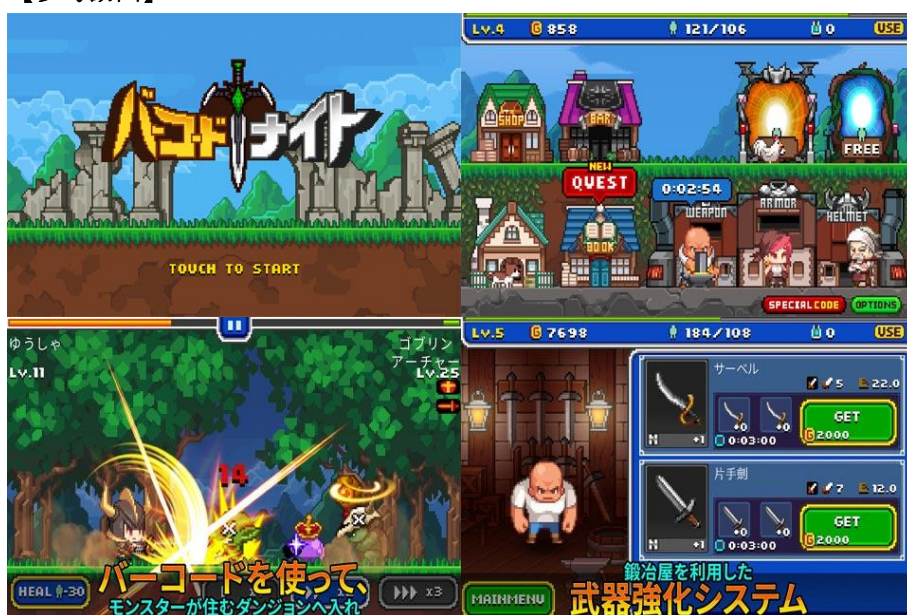 バーコードナイト
TOUCH TO START
Lv.4 G 858 121/106 0 USE
SHOP
BAR
FREE
NEW
QUEST
0:02:54
BOOK
WEAPON
ARMOR
HELMET
SPECIAL CODE
OPTIONS
ゆうしゃ
Lv.11
ゴブリン
アーチャー
Lv.25
14
HEAL -30
x3
バーコードを使って、
モンスターが住むダンジョンへ入れ
Lv.5 G 7698 184/108 0 USE
サーベル
5 22.0
+0 +0
GET
N +1
0:03:00
G 2000
片手剣
7 12.0
+0 +0
GET
N +1
0:03:00
G 2000
MAINMENU
鍛冶屋を利用した
武器強化システム